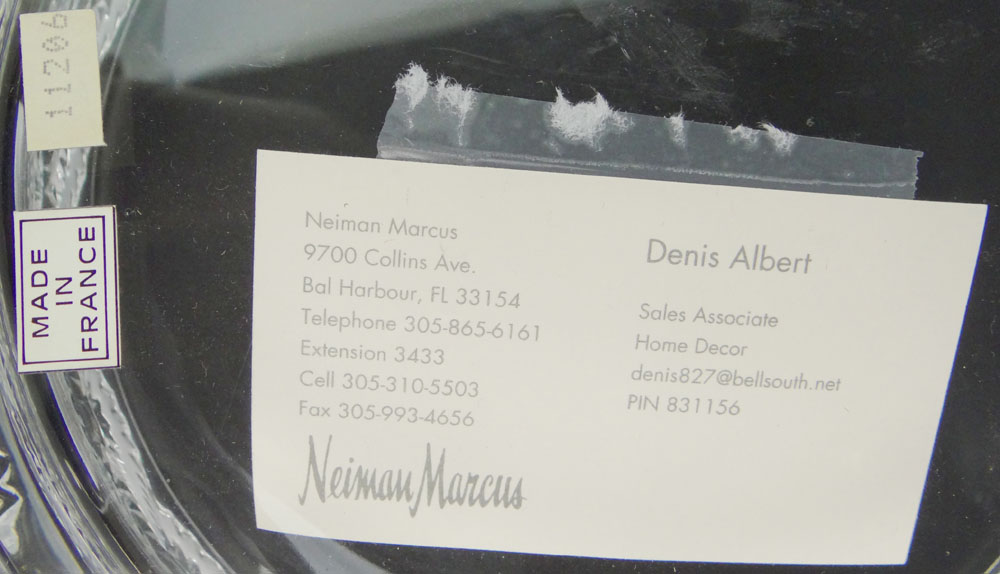 11206
MADE
IN
FRANCE
Neiman Marcus
9700 Collins Ave.
Bal Harbour, FL 33154
Telephone 305-865-6161
Extension 3433
Cell 305-310-5503
Fax 305-993-4656
Neiman Marcus
Denis Albert
Sales Associate
Home Decor
denis827@bellsouth.net
PIN 831156